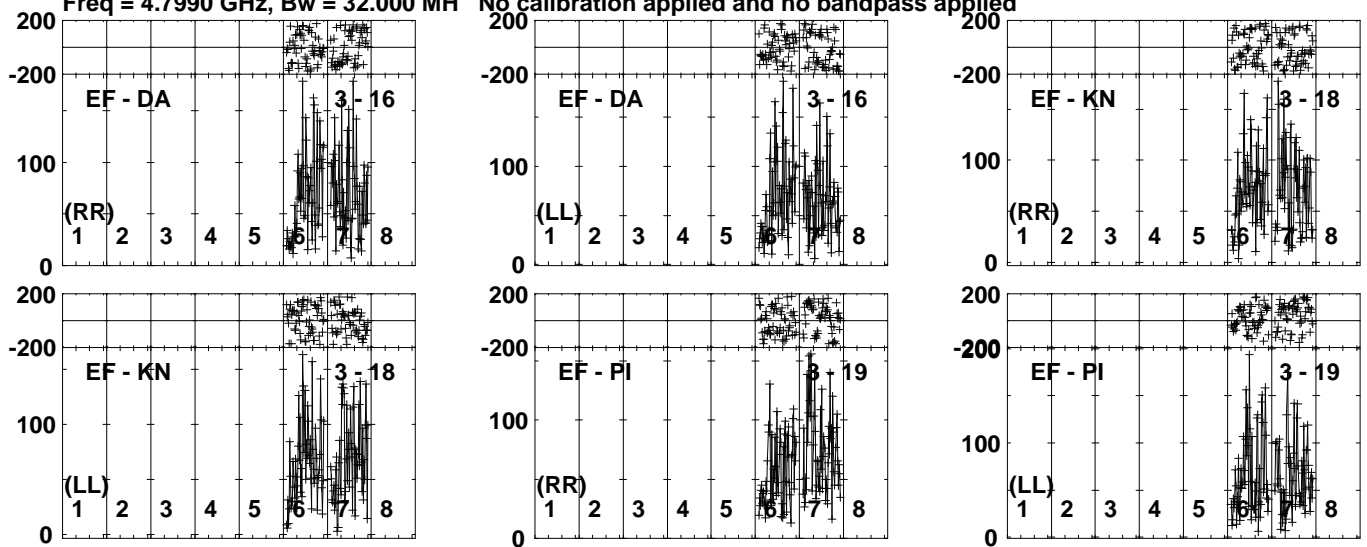 Freq = 4.7990 GHz, Bw = 32.000 MH No calibration applied and no bandpass applied
200 200 200
-200 -200 -200
EF - DA 3 - 16 EF - DA 3 - 16 EF - KN 3 - 18
100 100 100
(RR) (LL) (RR)
1 2 3 4 5 6 7 8 1 2 3 4 5 6 7 8 1 2 3 4 5 6 7 8
0 0 0
200 200 200
-200 -200 -200
200
EF - KN 3 - 18 EF - PI 3 - 19 EF - PI 3 - 19
100 100 100
(LL) (RR) (LL)
1 2 3 4 5 6 7 8 1 2 3 4 5 6 7 8 1 2 3 4 5 6 7 8
0 0 0